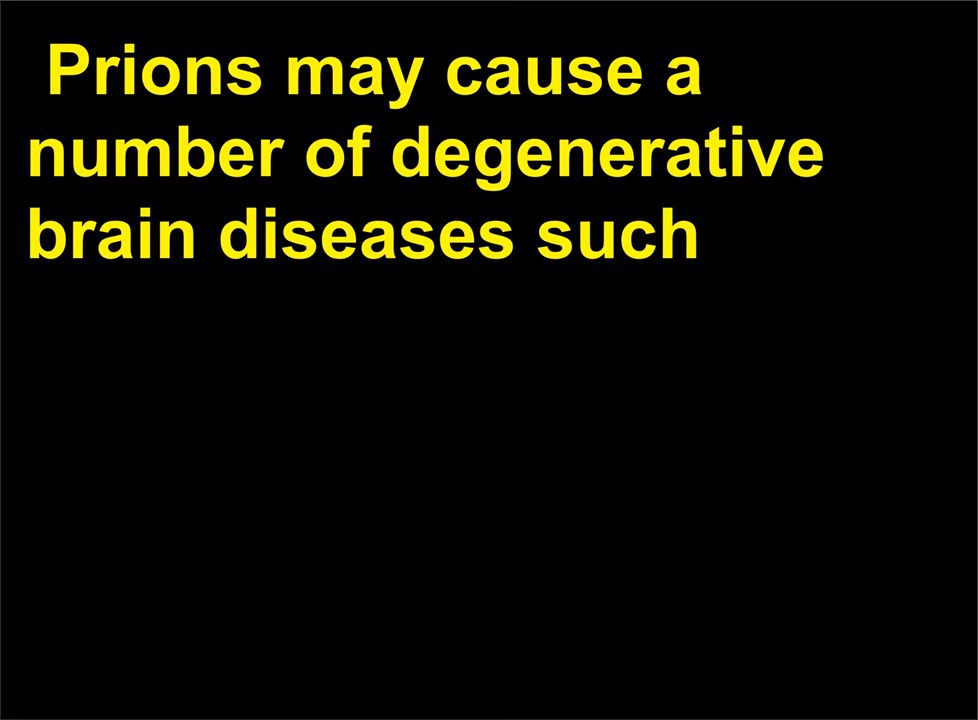 Prions may cause a
number of degenerative
brain diseases such